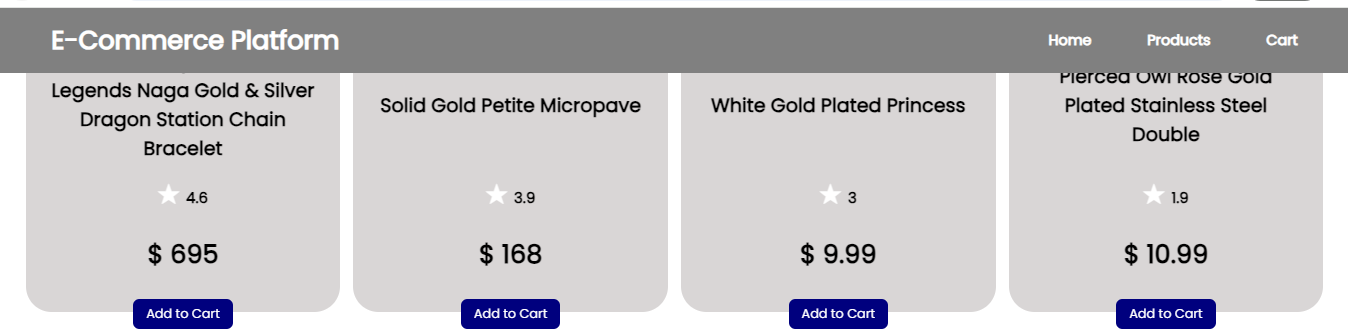 E-Commerce Platform
Home
Products
Cart
Legends Naga Gold & Silver
Dragon Station Chain
Bracelet
4.6
$ 695
Add to Cart
Solid Gold Petite Micropave
3.9
$ 168
Add to Cart
White Gold Plated Princess
3
$ 9.99
Add to Cart
Pierced Owl Rose Gold
Plated Stainless Steel
Double
1.9
$ 10.99
Add to Cart